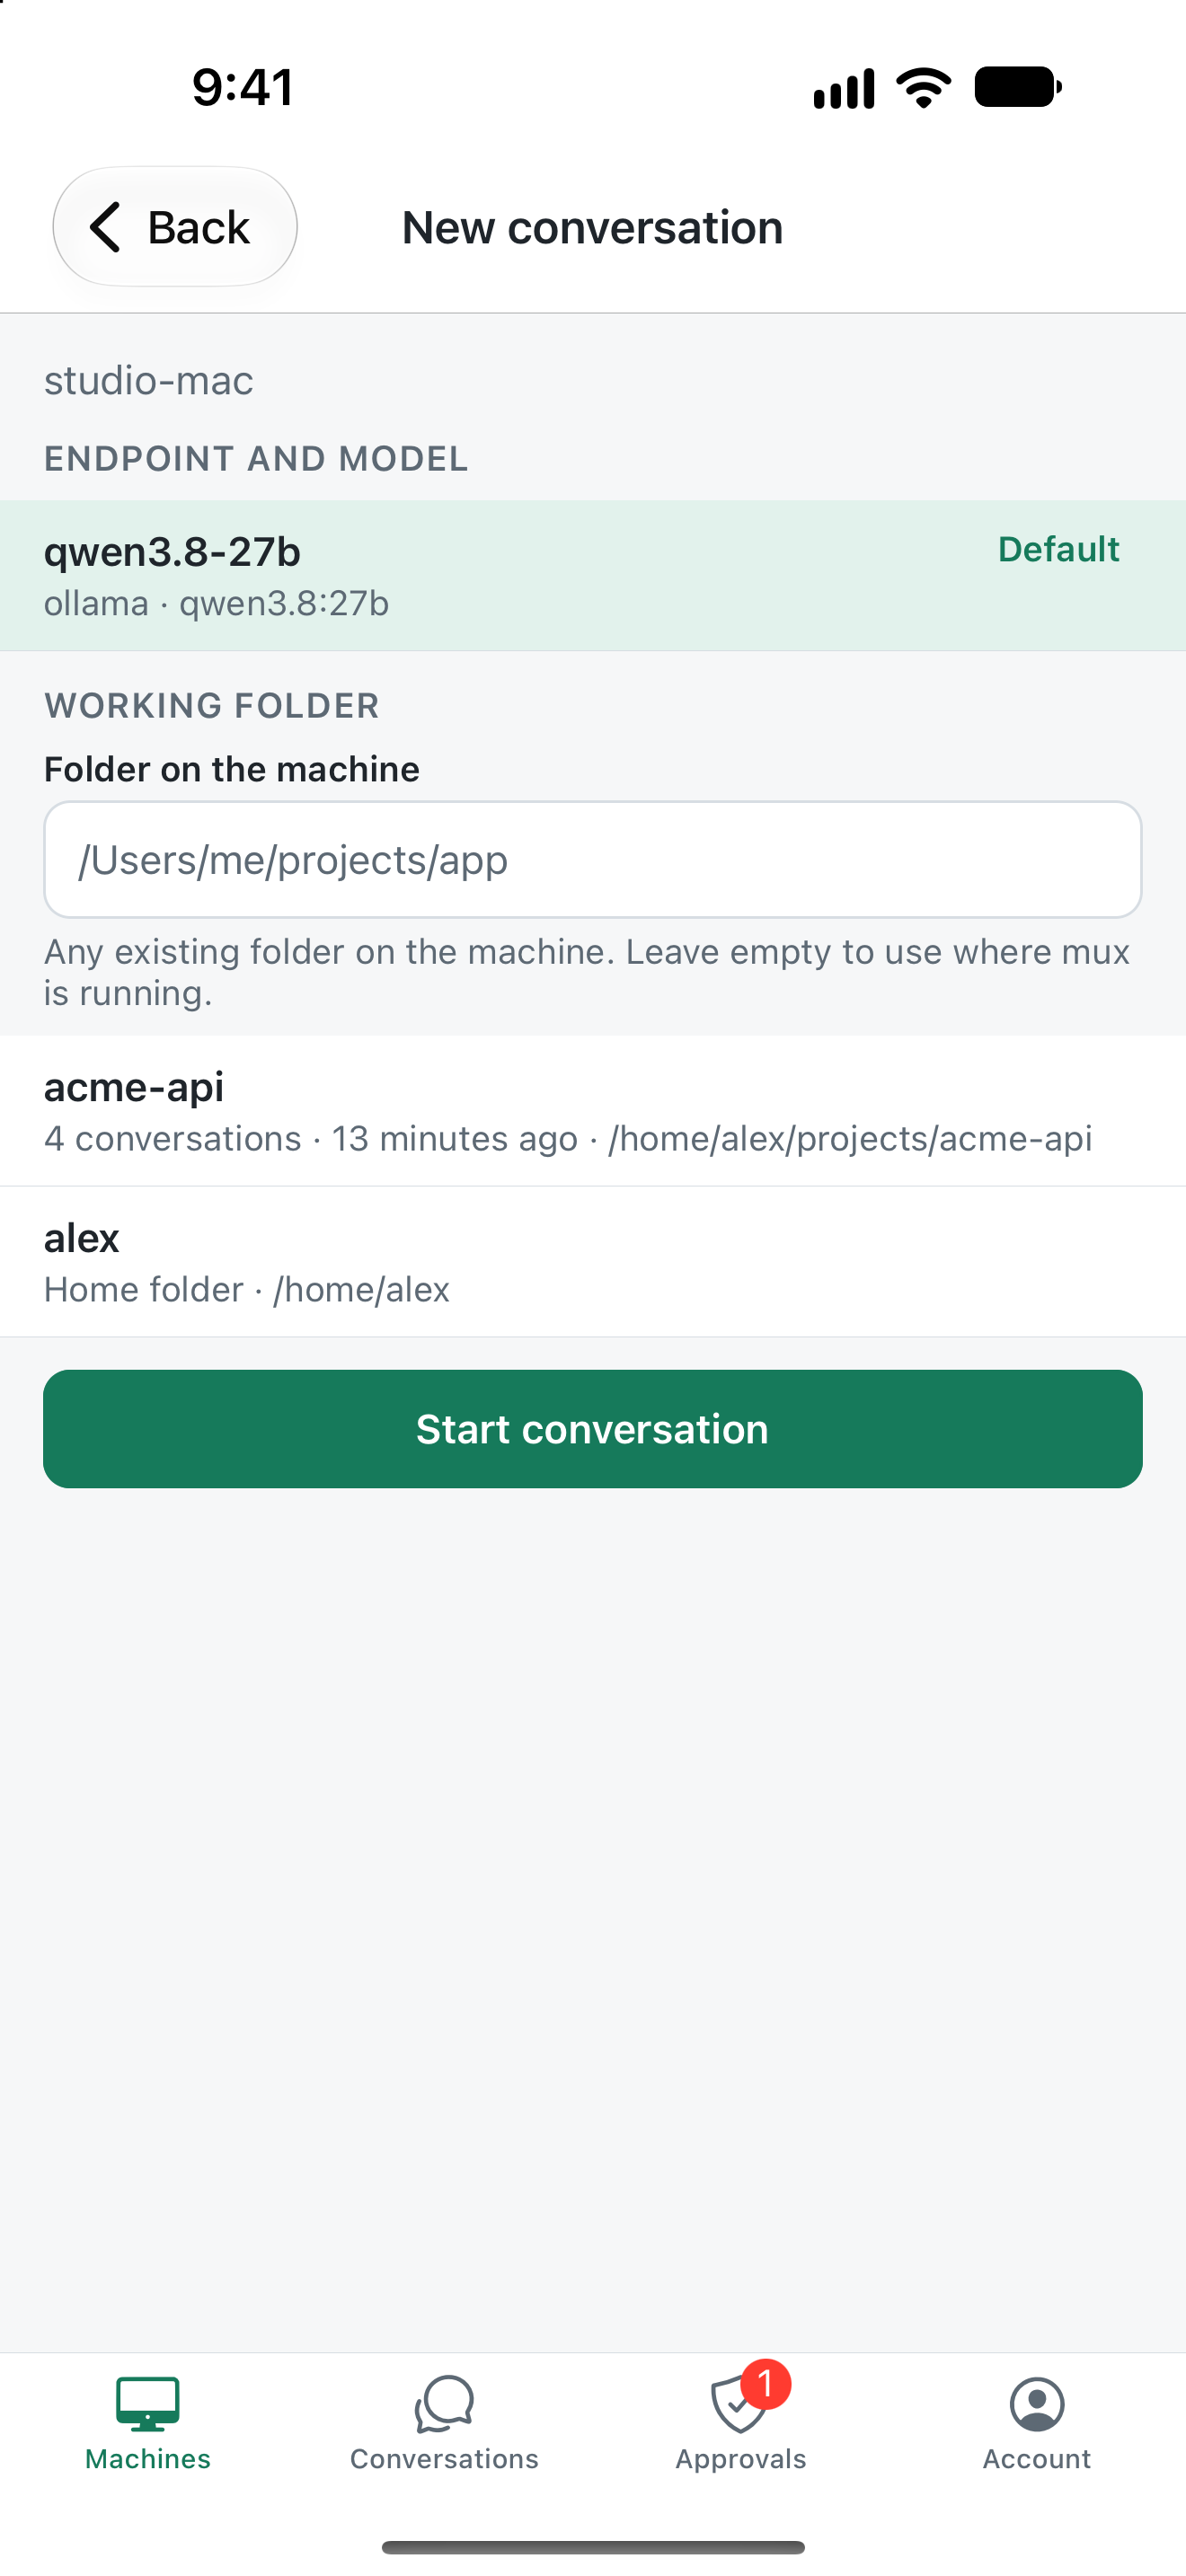 9:41
Back
New conversation
studio-mac
ENDPOINT AND MODEL
qwen3.8-27b
Default
ollama · qwen3.8:27b
WORKING FOLDER
Folder on the machine
/Users/me/projects/app
Any existing folder on the machine. Leave empty to use where mux
is running.
acme-api
4 conversations · 13 minutes ago · /home/alex/projects/acme-api
alex
Home folder · /home/alex
Start conversation
1
Machines
Conversations
Approvals
Account